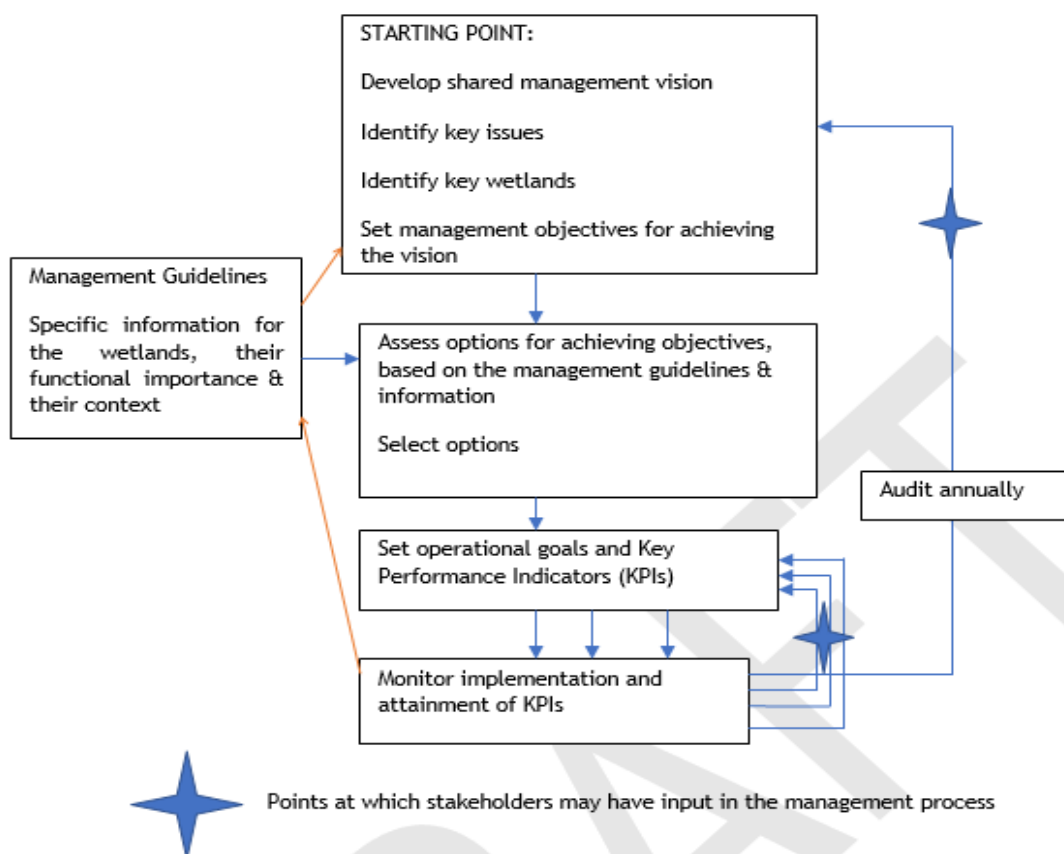 STARTING POINT:
Develop shared management vision
Identify key issues
Identify key wetlands
Set management objectives for achieving
the vision
Management Guidelines
Specific information for
the wetlands, their
functional importance &
their context
Assess options for achieving objectives,
based on the management guidelines &
information
Select options
Audit annually
Set operational goals and Key
Performance Indicators (KPIs)
Monitor implementation and
attainment of KPIs
Points at which stakeholders may have input in the management process